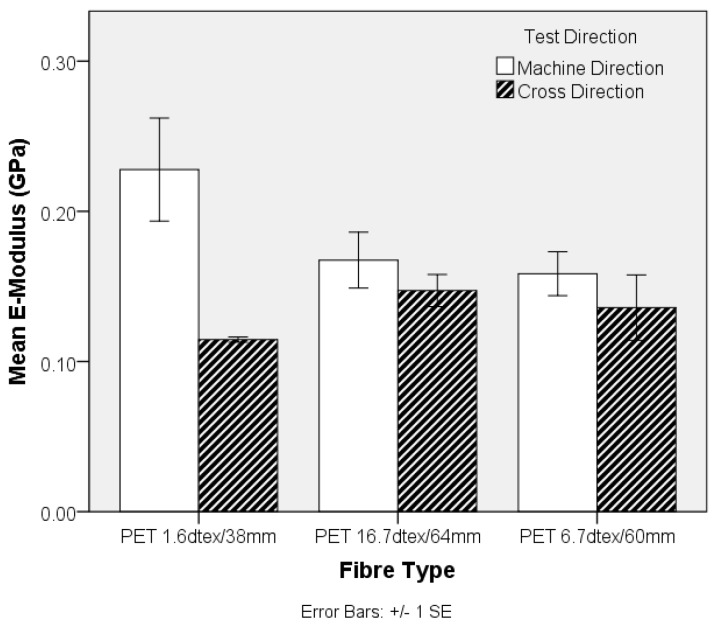 Test Direction
Machine Direction
Cross Direction
Mean E-Modulus (GPa)
0.30
0.20
0.10
0.00
PET 1.6dtex/38mm
PET 16.7dtex/64mm
PET 6.7dtex/60mm
Fibre Type
Error Bars: +/- 1 SE